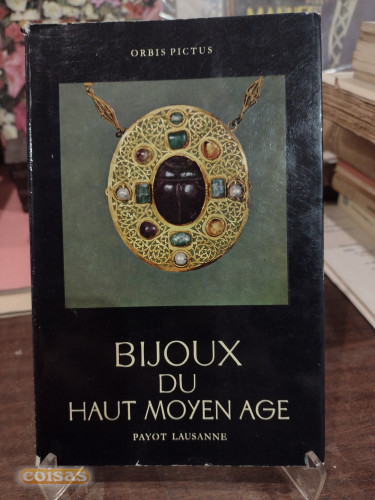 ORBIS PICTUS
BIJOUX
DU
HAUT MOYEN AGE
PAYOT LAUSANNE
coisas